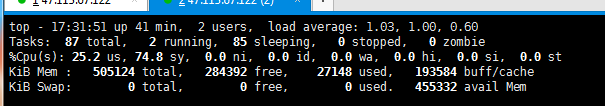 1 47.115.67.122
2 47.115.67.122 (2)
top - 17:31:51 up 41 min,  2 users,  load average: 1.03, 1.00, 0.60
Tasks:  87 total,   2 running,  85 sleeping,   0 stopped,   0 zombie
%Cpu(s): 25.2 us, 74.8 sy,  0.0 ni,  0.0 id,  0.0 wa,  0.0 hi,  0.0 si,  0.0 st
KiB Mem :   505124 total,   284392 free,    27148 used,   193584 buff/cache
KiB Swap:        0 total,        0 free,        0 used.   455332 avail Mem